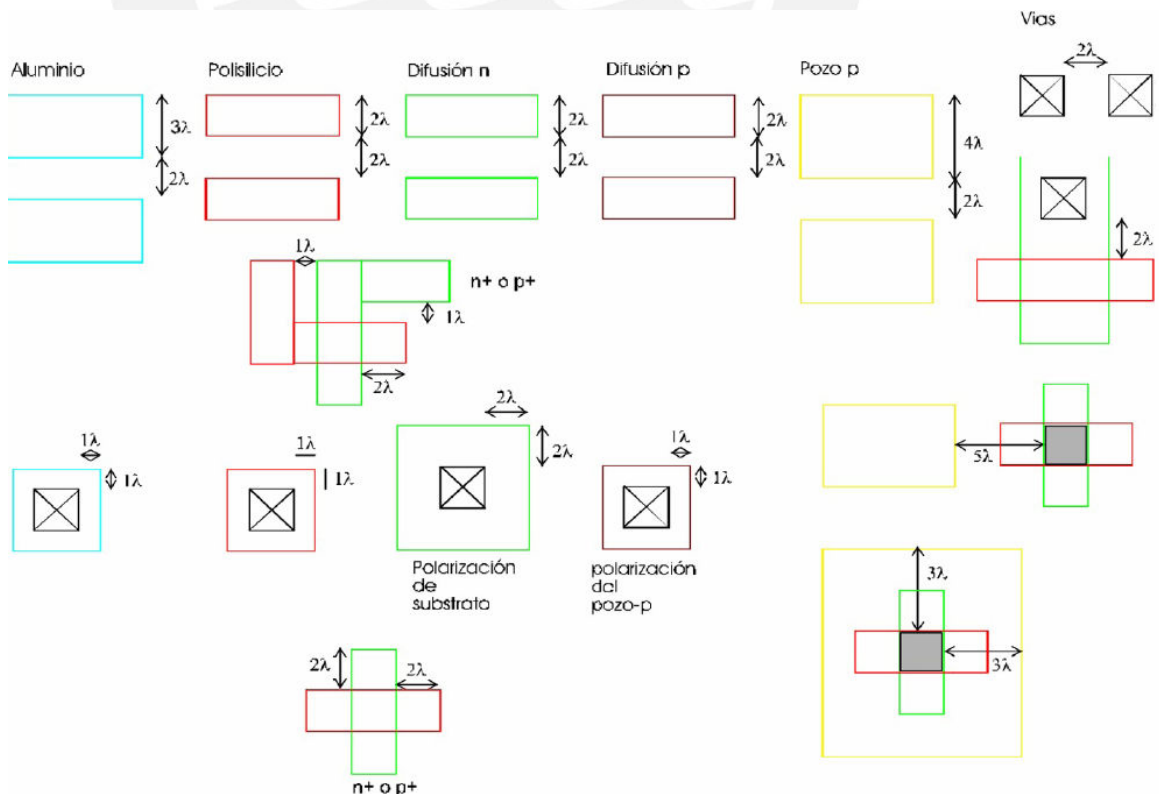 Vias
Aluminio
Polisilicio
Difusión n
Difusión p
Pozo p
2λ
3λ
2λ
2λ
2λ
2λ
2λ
2λ
2λ
4λ
2λ
2λ
1λ
n+ o p+
1λ
2λ
1λ
1λ
1λ
1λ
2λ
2λ
1λ
1λ
5λ
Polarización
de
substrato
polarización
del
pozo-p
3λ
3λ
2λ
2λ
n+ o p+